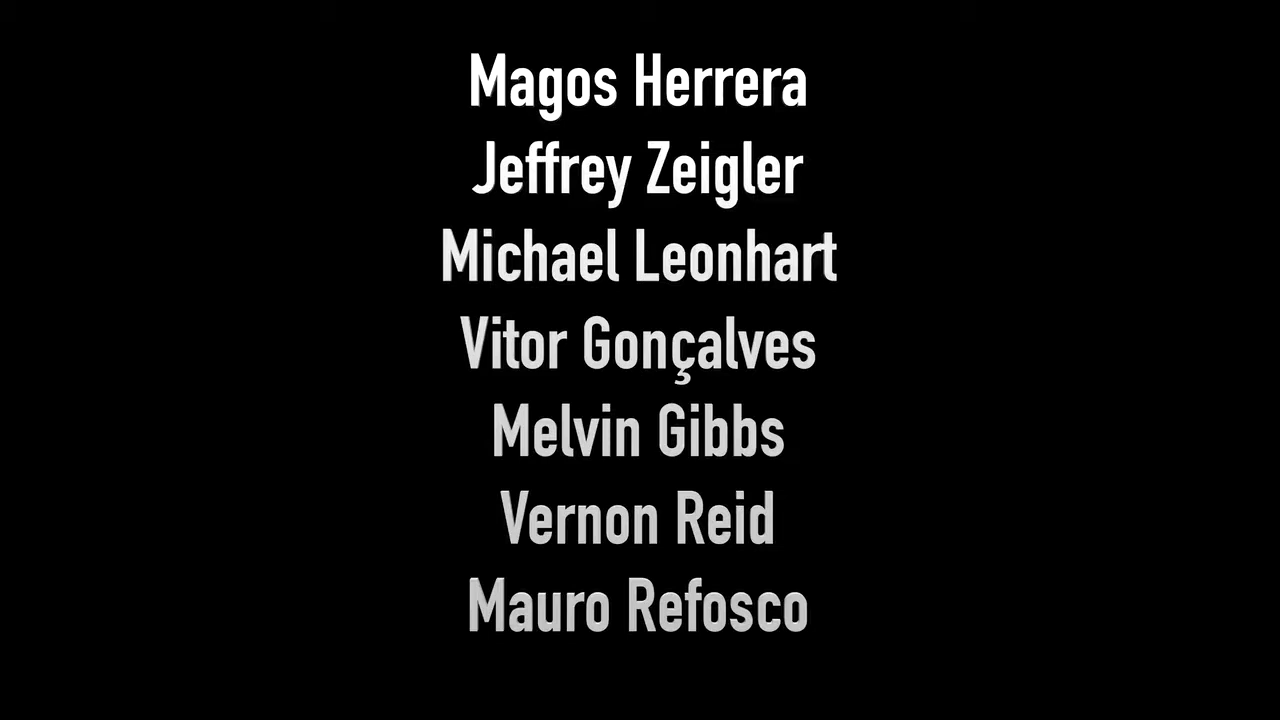 Magos Herrera
Jeffrey Zeigler
Michael Leonhart
Vitor Gonçalves
Melvin Gibbs
Vernon Reid
Mauro Refosco